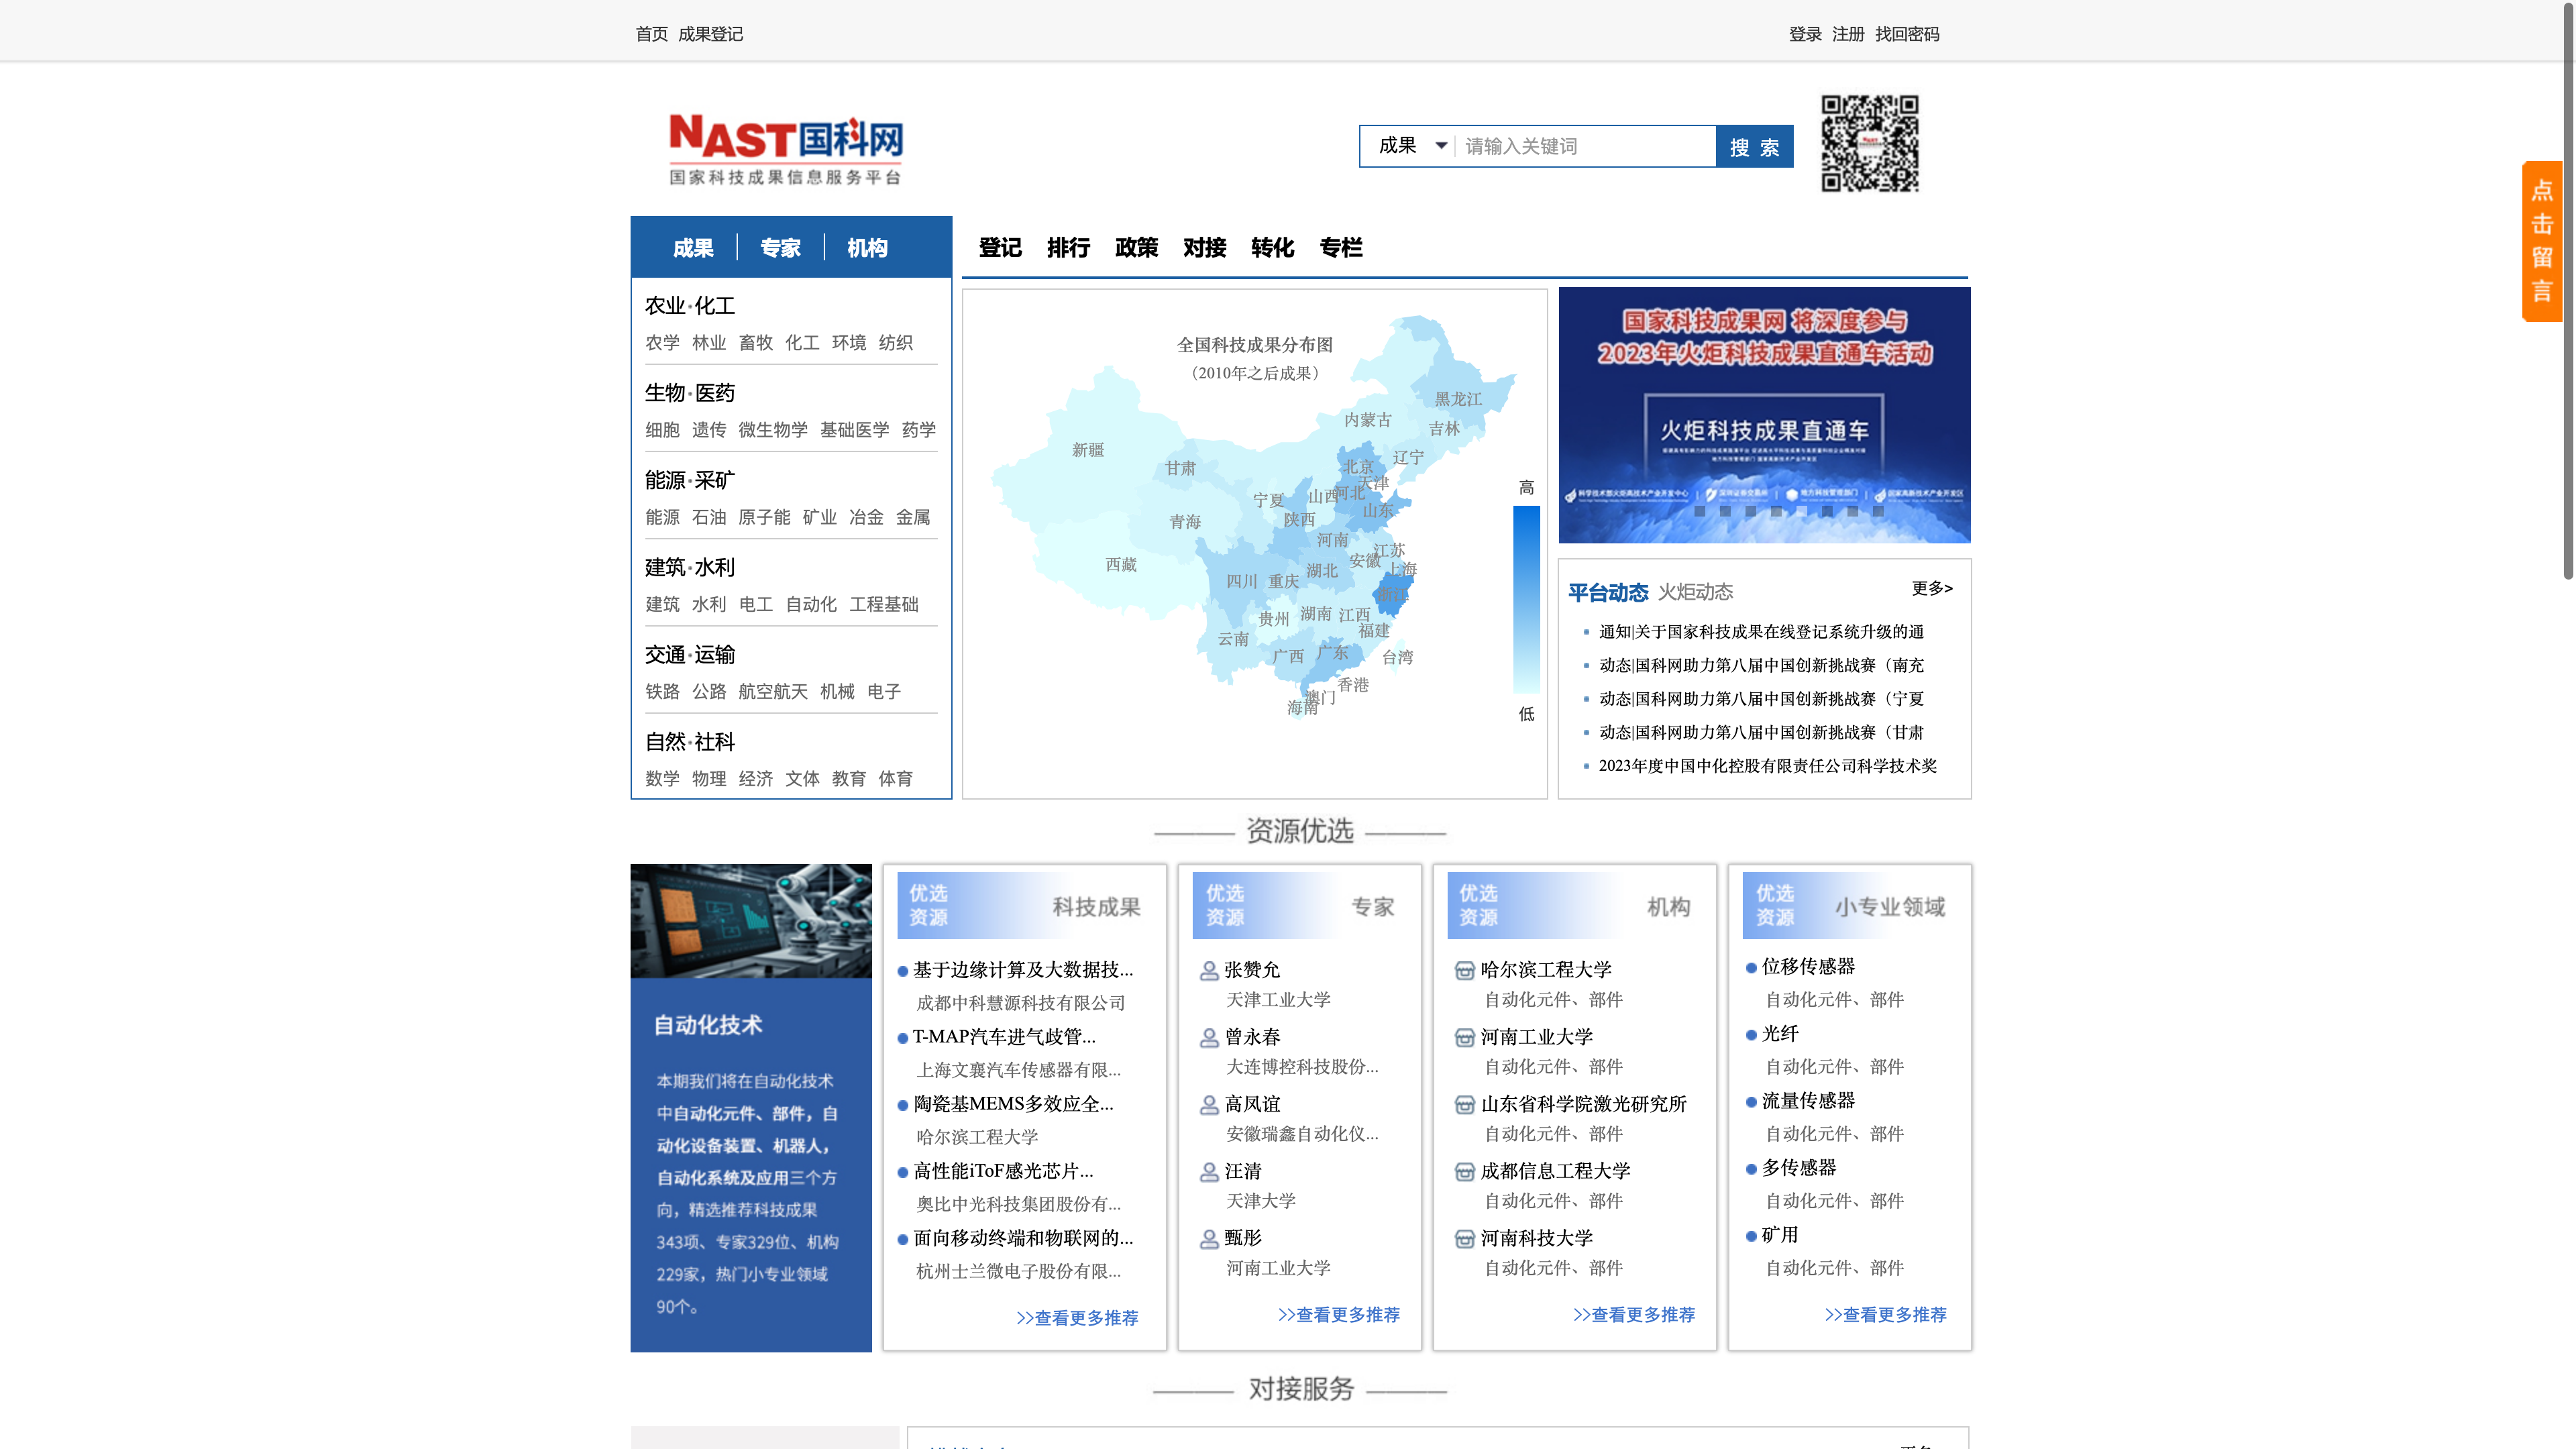 首页 成果登记
登录 注册 找回密码
NAST国科网
国家科技成果信息服务平台
成果 请输入关键词 搜 索
点击留言
成果 专家 机构
登记 排行 政策 对接 转化 专栏
农业·化工
农学 林业 畜牧 化工 环境 纺织
生物·医药
细胞 遗传 微生物学 基础医学 药学
能源·采矿
能源 石油 原子能 矿业 冶金 金属
建筑·水利
建筑 水利 电工 自动化 工程基础
交通·运输
铁路 公路 航空航天 机械 电子
自然·社科
数学 物理 经济 文体 教育 体育
全国科技成果分布图
（2010年之后成果）
黑龙江
内蒙古
吉林
新疆
辽宁
甘肃
北京
天津
宁夏 山西 河北
山东
青海 陕西
河南
江苏
安徽
西藏
上海
湖北
四川 重庆
浙江
湖南 江西
贵州
福建
云南
广东
广西 台湾
香港
澳门
海南
高
低
国家科技成果网 将深度参与
2023年火炬科技成果直通车活动
火炬科技成果直通车
科学技术部火炬高技术产业开发中心 | 深圳证券交易所 | 地方科技管理部门 | 国家高新技术产业开发区
平台动态 火炬动态 更多>
通知|关于国家科技成果在线登记系统升级的通
动态|国科网助力第八届中国创新挑战赛（南充
动态|国科网助力第八届中国创新挑战赛（宁夏
动态|国科网助力第八届中国创新挑战赛（甘肃
2023年度中国中化控股有限责任公司科学技术奖
资源优选
自动化技术
本期我们将在自动化技术
中自动化元件、部件，自
动化设备装置、机器人，
自动化系统及应用三个方
向，精选推荐科技成果
343项、专家329位、机构
229家，热门小专业领域
90个。
优选
资源
科技成果
基于边缘计算及大数据技...
成都中科慧源科技有限公司
T-MAP汽车进气歧管...
上海文襄汽车传感器有限...
陶瓷基MEMS多效应全...
哈尔滨工程大学
高性能iToF感光芯片...
奥比中光科技集团股份有...
面向移动终端和物联网的...
杭州士兰微电子股份有限...
>>查看更多推荐
优选
资源
专家
张赞允
天津工业大学
曾永春
大连博控科技股份...
高凤谊
安徽瑞鑫自动化仪...
汪清
天津大学
甄彤
河南工业大学
>>查看更多推荐
优选
资源
机构
哈尔滨工程大学
自动化元件、部件
河南工业大学
自动化元件、部件
山东省科学院激光研究所
自动化元件、部件
成都信息工程大学
自动化元件、部件
河南科技大学
自动化元件、部件
>>查看更多推荐
优选
资源
小专业领域
位移传感器
自动化元件、部件
光纤
自动化元件、部件
流量传感器
自动化元件、部件
多传感器
自动化元件、部件
矿用
自动化元件、部件
>>查看更多推荐
对接服务